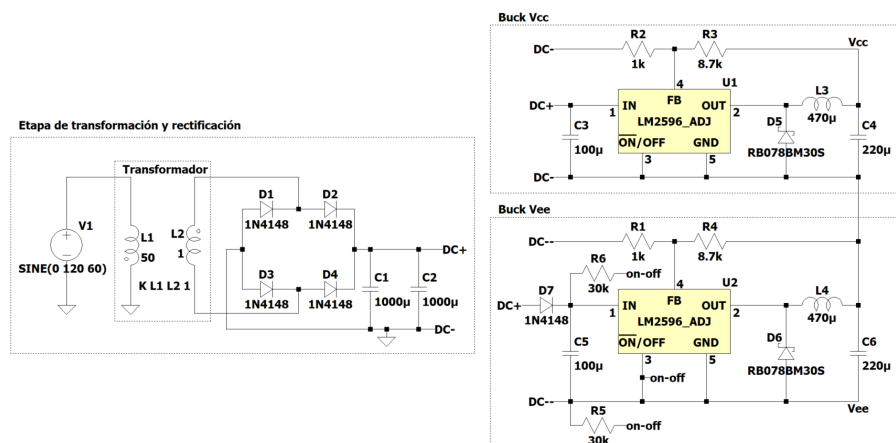 Etapa de transformación y rectificación
Transformador
V1
SINE(0 120 60)
L1
50
L2
1
K L1 L2 1
D1
1N4148
D2
1N4148
D3
1N4148
D4
1N4148
C1
1000µ
C2
1000µ
DC+
DC-
Buck Vcc
DC-
R2
1k
R3
8.7k
Vcc
4
U1
DC+
1
IN
FB
OUT
2
LM2596_ADJ
ON/OFF
GND
3
5
L3
470µ
C3
100µ
D5
RB078BM30S
C4
220µ
DC-
Buck Vee
DC--
R1
1k
R4
8.7k
R6
30k
on-off
4
U2
D7
DC+
1N4148
1
IN
FB
OUT
2
LM2596_ADJ
ON/OFF
GND
3
5
L4
470µ
C5
100µ
on-off
D6
RB078BM30S
C6
220µ
DC--
Vee
R5
30k
on-off